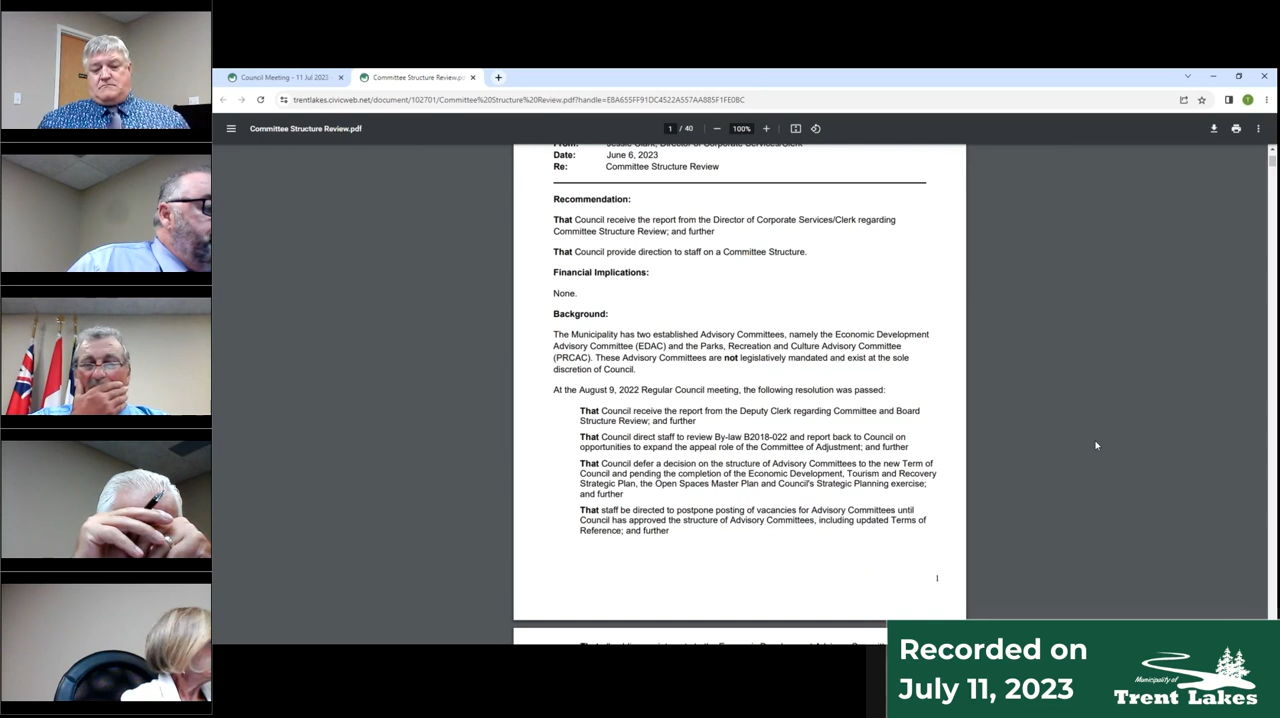 Council Meeting - 11 Jul 2023
Committee Structure Review.pd
trentlakes.civicweb.net/document/102701/Committee%20Structure%20Review.pdf?handle=E8A655FF91DC4522A557AA885F1FE0BC
Committee Structure Review.pdf
1 / 40
100%
Date: June 6, 2023
Re: Committee Structure Review
Recommendation:
That Council receive the report from the Director of Corporate Services/Clerk regarding
Committee Structure Review; and further
That Council provide direction to staff on a Committee Structure.
Financial Implications:
None.
Background:
The Municipality has two established Advisory Committees, namely the Economic Development
Advisory Committee (EDAC) and the Parks, Recreation and Culture Advisory Committee
(PRCAC). These Advisory Committees are not legislatively mandated and exist at the sole
discretion of Council.
At the August 9, 2022 Regular Council meeting, the following resolution was passed:
That Council receive the report from the Deputy Clerk regarding Committee and Board
Structure Review; and further
That Council direct staff to review By-law B2018-022 and report back to Council on
opportunities to expand the appeal role of the Committee of Adjustment; and further
That Council defer a decision on the structure of Advisory Committees to the new Term of
Council and pending the completion of the Economic Development, Tourism and Recovery
Strategic Plan, the Open Spaces Master Plan and Council's Strategic Planning exercise;
and further
That staff be directed to postpone posting of vacancies for Advisory Committees until
Council has approved the structure of Advisory Committees, including updated Terms of
Reference; and further
Recorded on
July 11, 2023
Municipality of
Trent Lakes